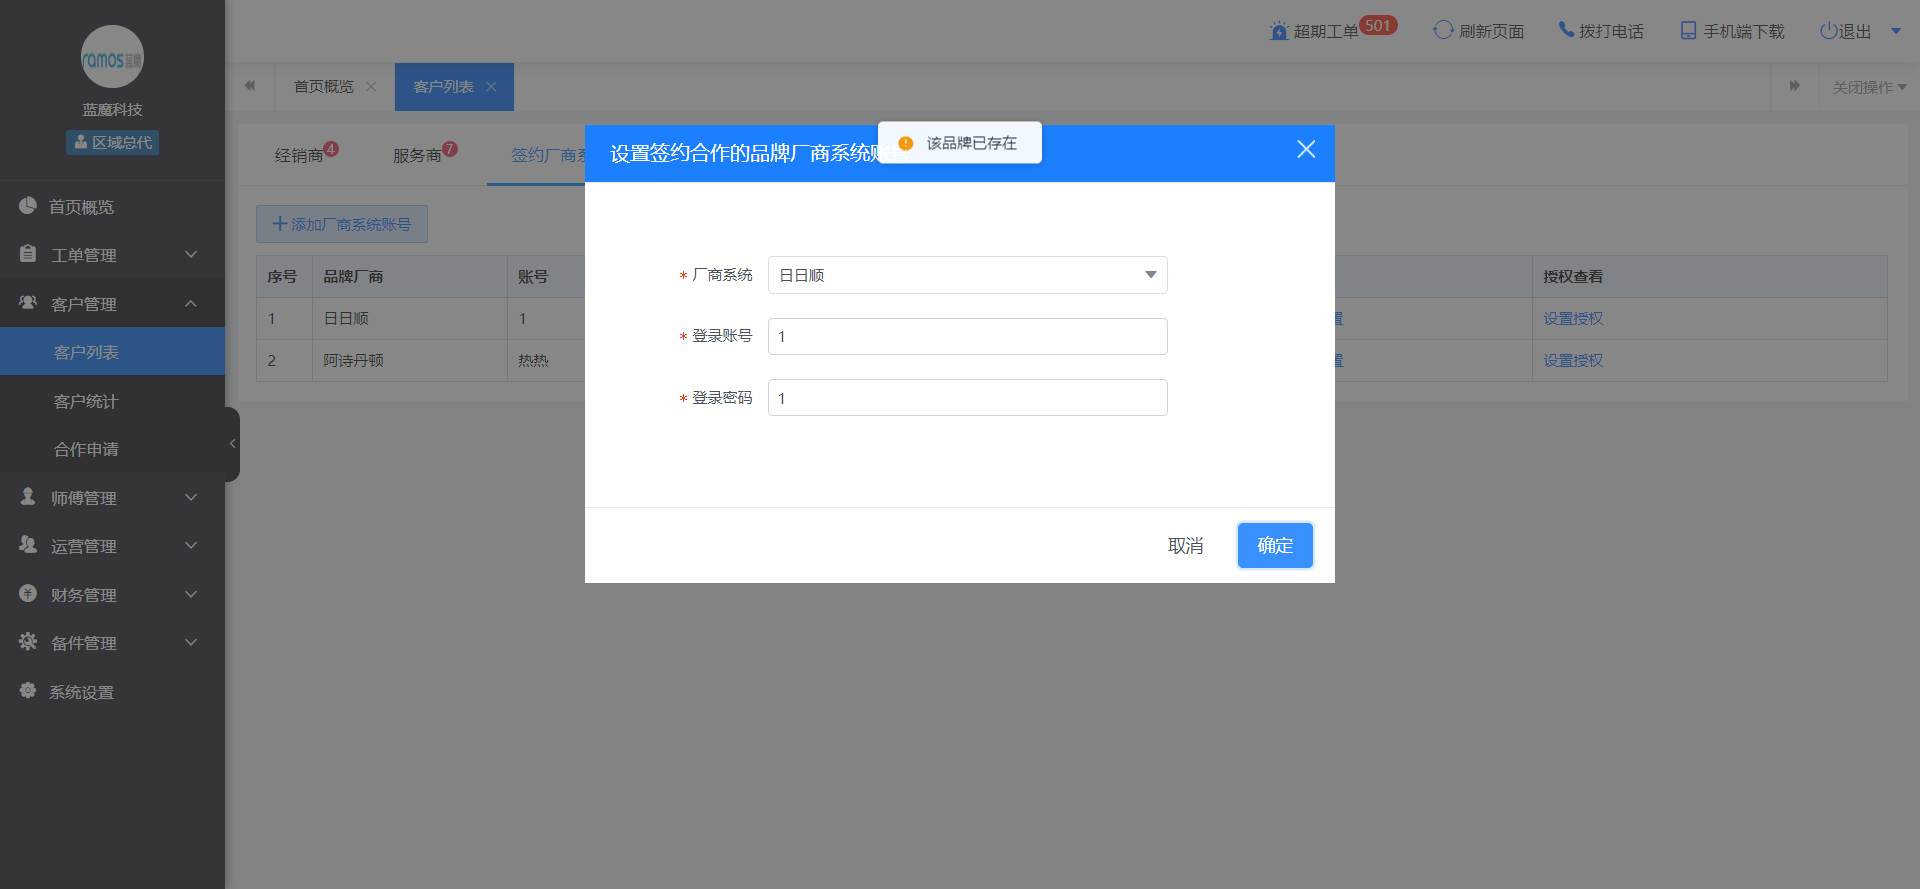 ramos蓝魔
蓝魔科技
区域总代
首页概览
工单管理
客户管理
客户列表
客户统计
合作申请
师傅管理
运营管理
财务管理
备件管理
系统设置
超期工单 501 刷新页面 拨打电话 手机端下载 退出
首页概览 客户列表 关闭操作
经销商 4 服务商 7 签约厂商系
添加厂商系统账号
序号 品牌厂商 账号 授权查看
1 日日顺 1 置 设置授权
2 阿诗丹顿 热热 置 设置授权
该品牌已存在
设置签约合作的品牌厂商系统账号
* 厂商系统 日日顺
* 登录账号 1
* 登录密码 1
取消 确定